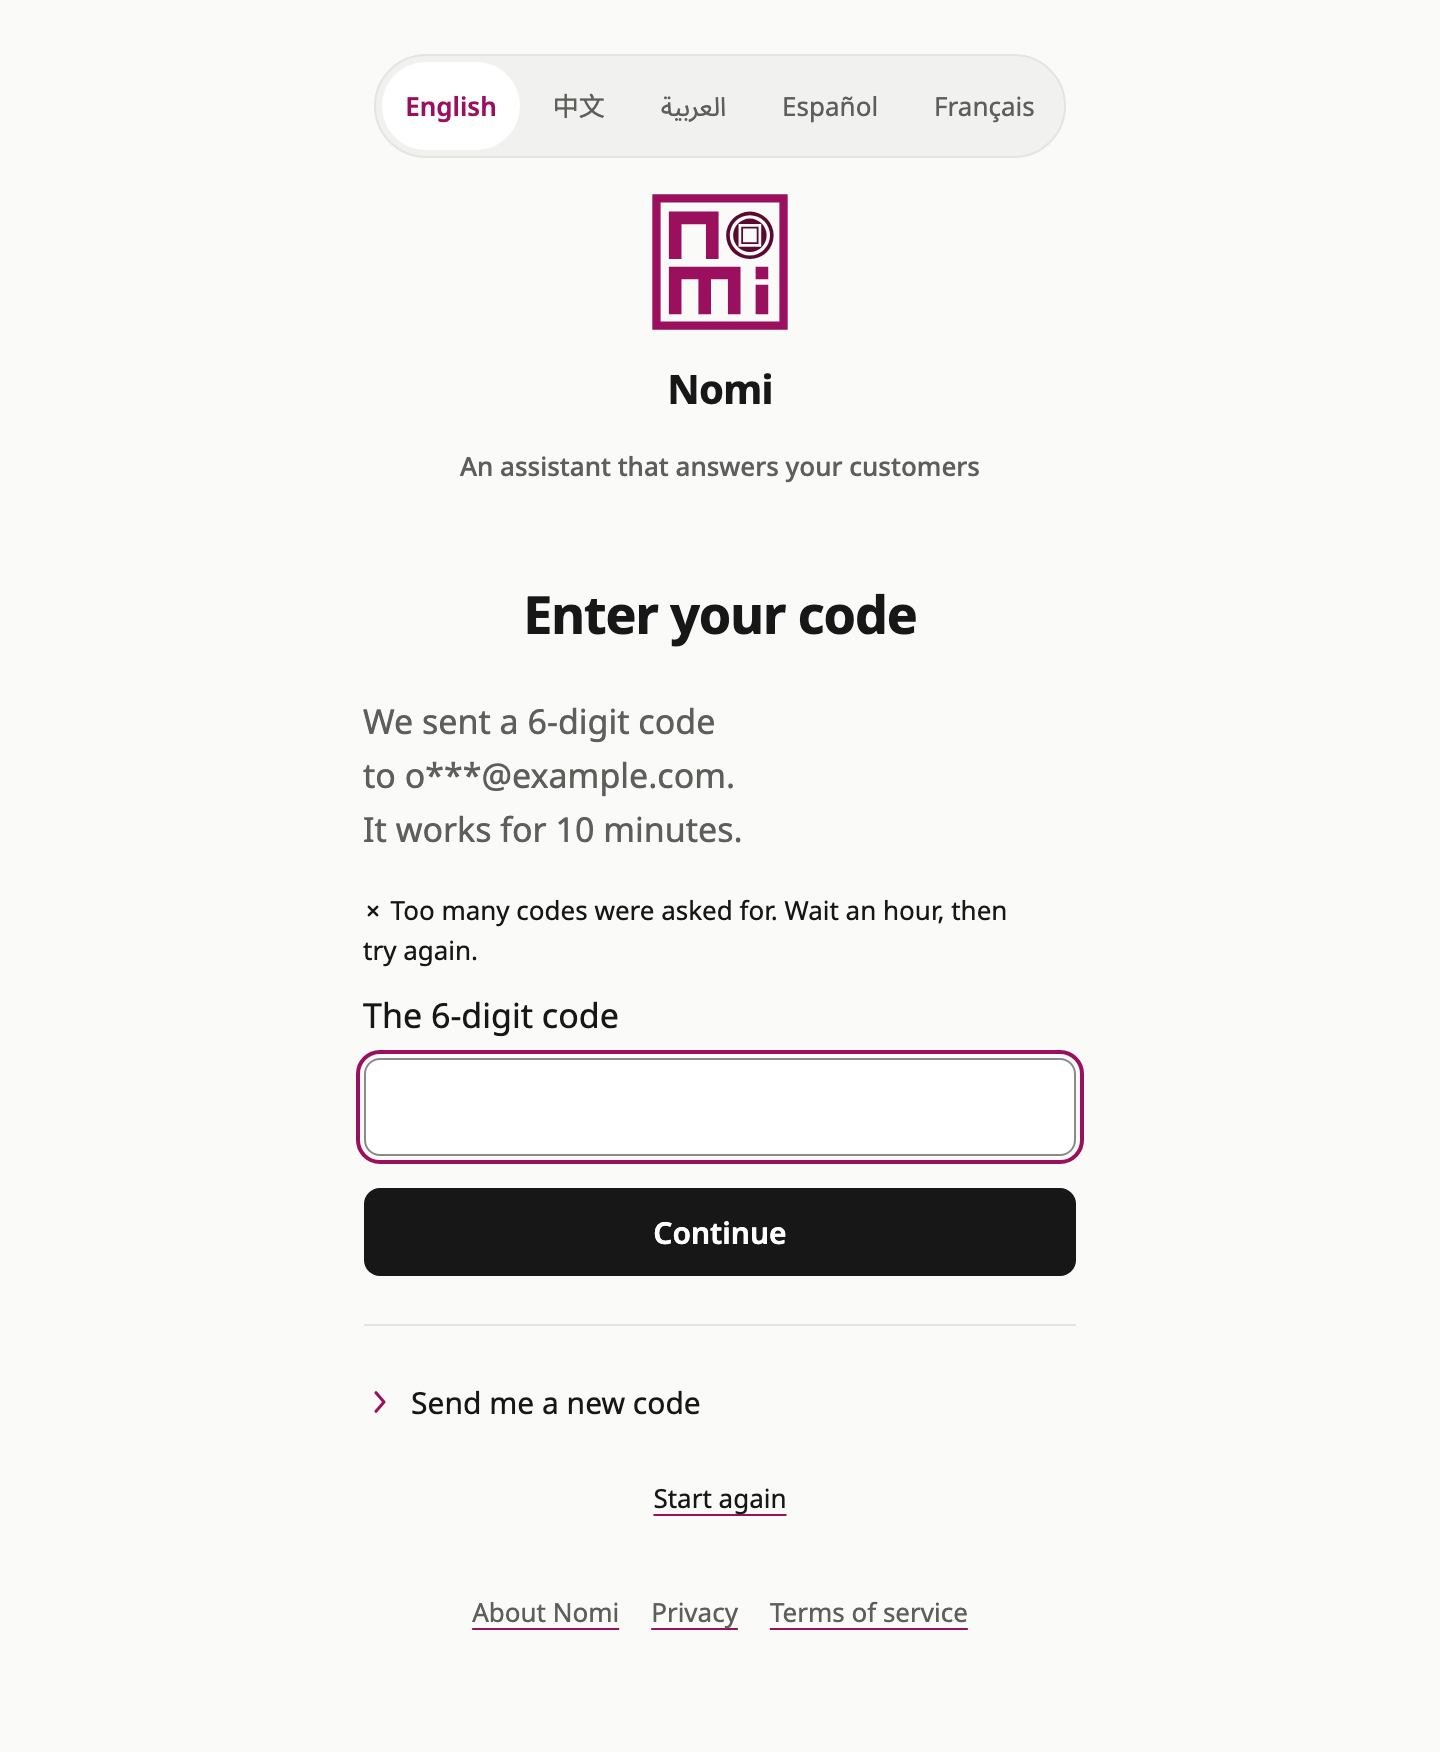 English 中文 العربية Español Français
nomi
Nomi
An assistant that answers your customers
Enter your code
We sent a 6-digit code
to o***@example.com.
It works for 10 minutes.
× Too many codes were asked for. Wait an hour, then
try again.
The 6-digit code
Continue
Send me a new code
Start again
About Nomi Privacy Terms of service